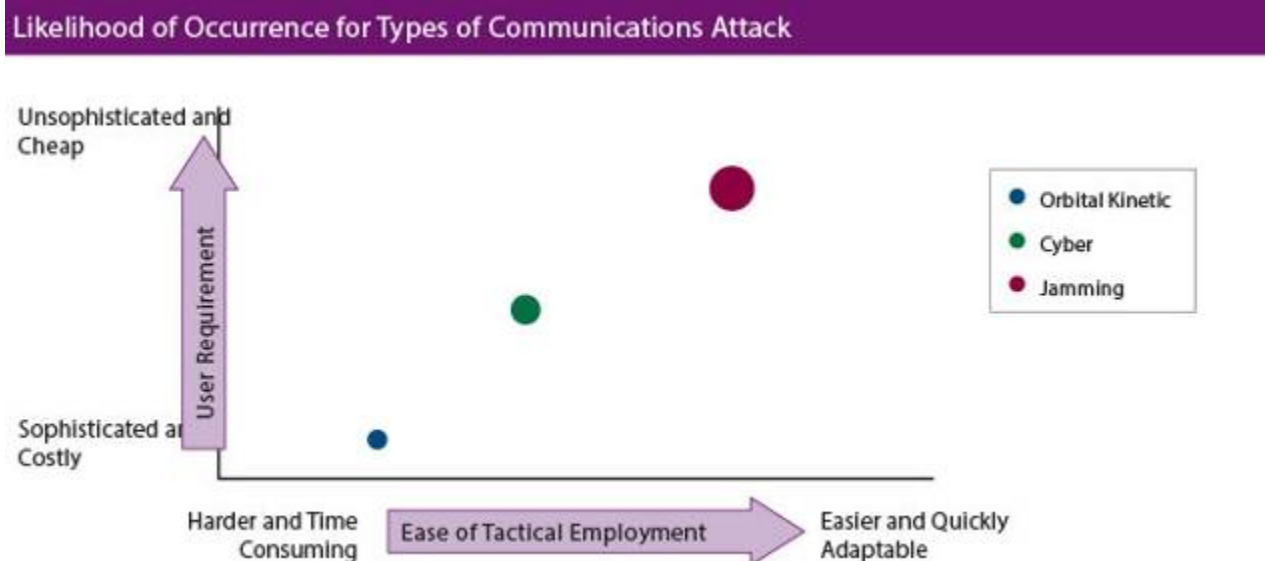 Likelihood of Occurrence for Types of Communications Attack
Unsophisticated and
Cheap
User Requirement
Sophisticated
Costly
Orbital Kinetic
Cyber
Jamming
Harder and Time
Consuming
Ease of Tactical Employment
Easier and Quickly
Adaptable